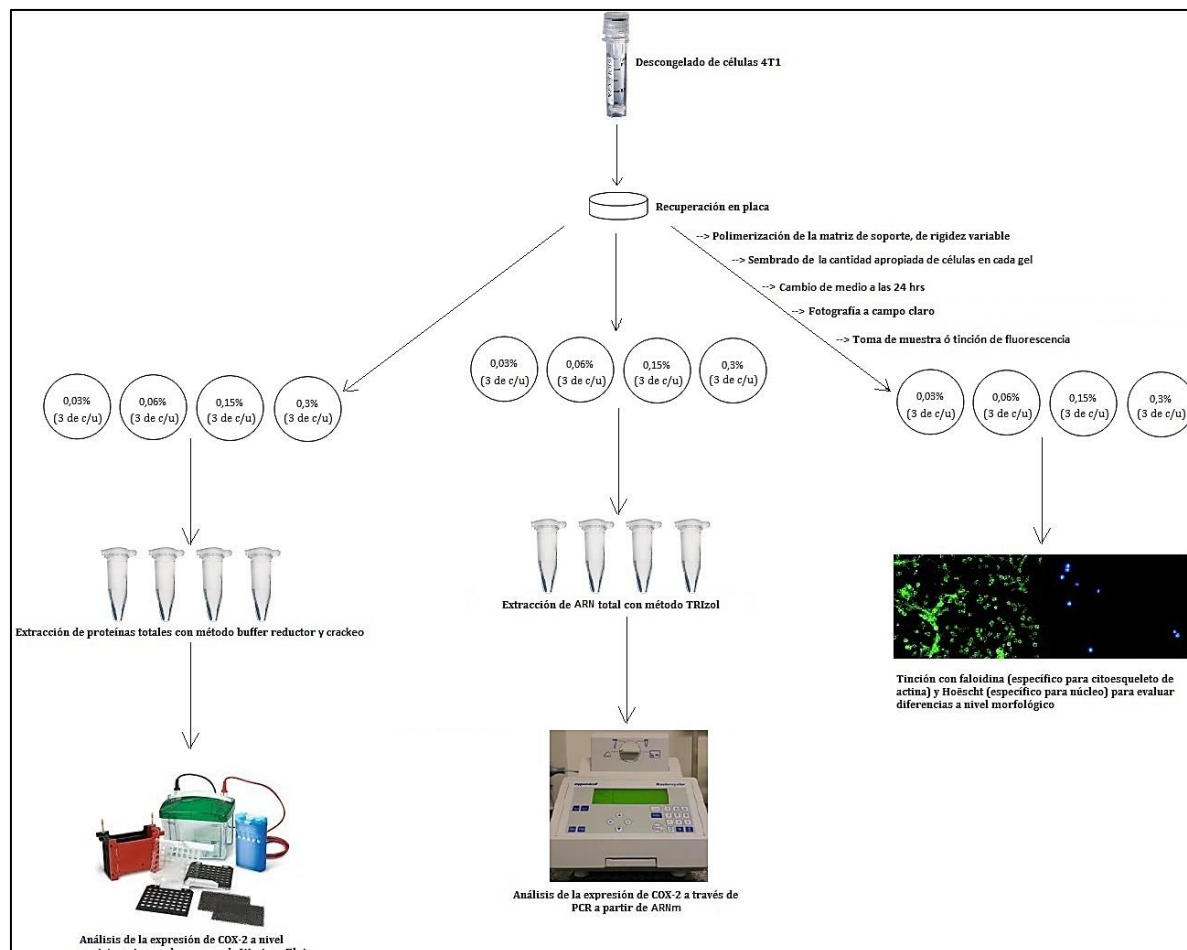 Descongelado de células 4T1
Recuperación en placa
--> Polimerización de la matriz de soporte, de rigidez variable
--> Sembrado de la cantidad apropiada de células en cada gel
--> Cambio de medio a las 24 hrs
--> Fotografía a campo claro
--> Toma de muestra ó tinción de fluorescencia
0,03%
(3 de c/u)
0,06%
(3 de c/u)
0,15%
(3 de c/u)
0,3%
(3 de c/u)
0,03%
(3 de c/u)
0,06%
(3 de c/u)
0,15%
(3 de c/u)
0,3%
(3 de c/u)
0,03%
(3 de c/u)
0,06%
(3 de c/u)
0,15%
(3 de c/u)
0,3%
(3 de c/u)
Extracción de proteínas totales con método buffer reductor y crackeo
Extracción de ARN total con método TRIzol
Tinción con faloidina (específico para citoesqueleto de
actina) y Hoëscht (específico para núcleo) para evaluar
diferencias a nivel morfológico
Análisis de la expresión de COX-2 a través de
PCR a partir de ARNm
Análisis de la expresión de COX-2 a nivel